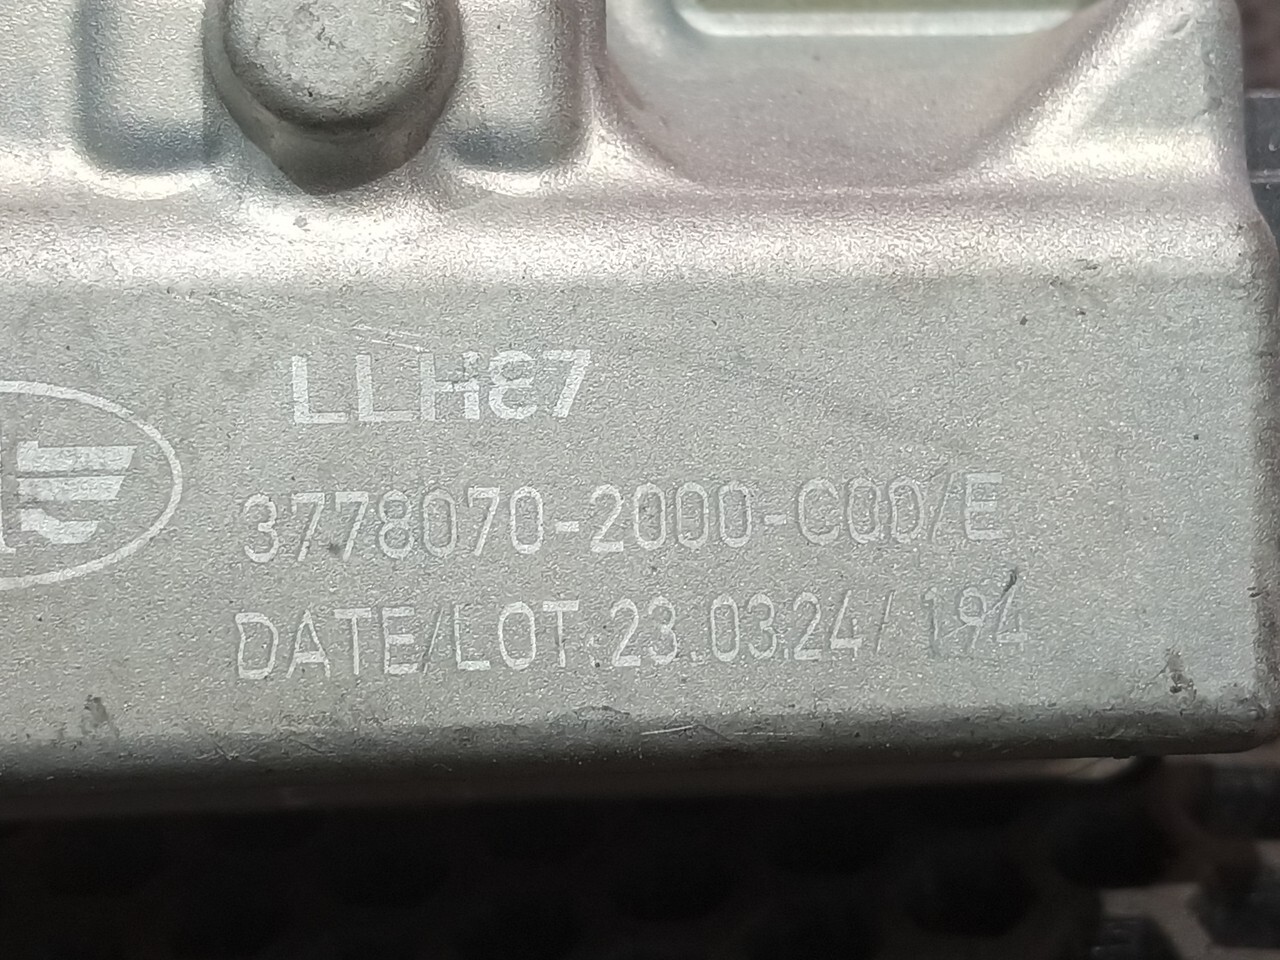 LLH87
3778070-2000-C00/E
DATE/LOT 23.03.24/ 194